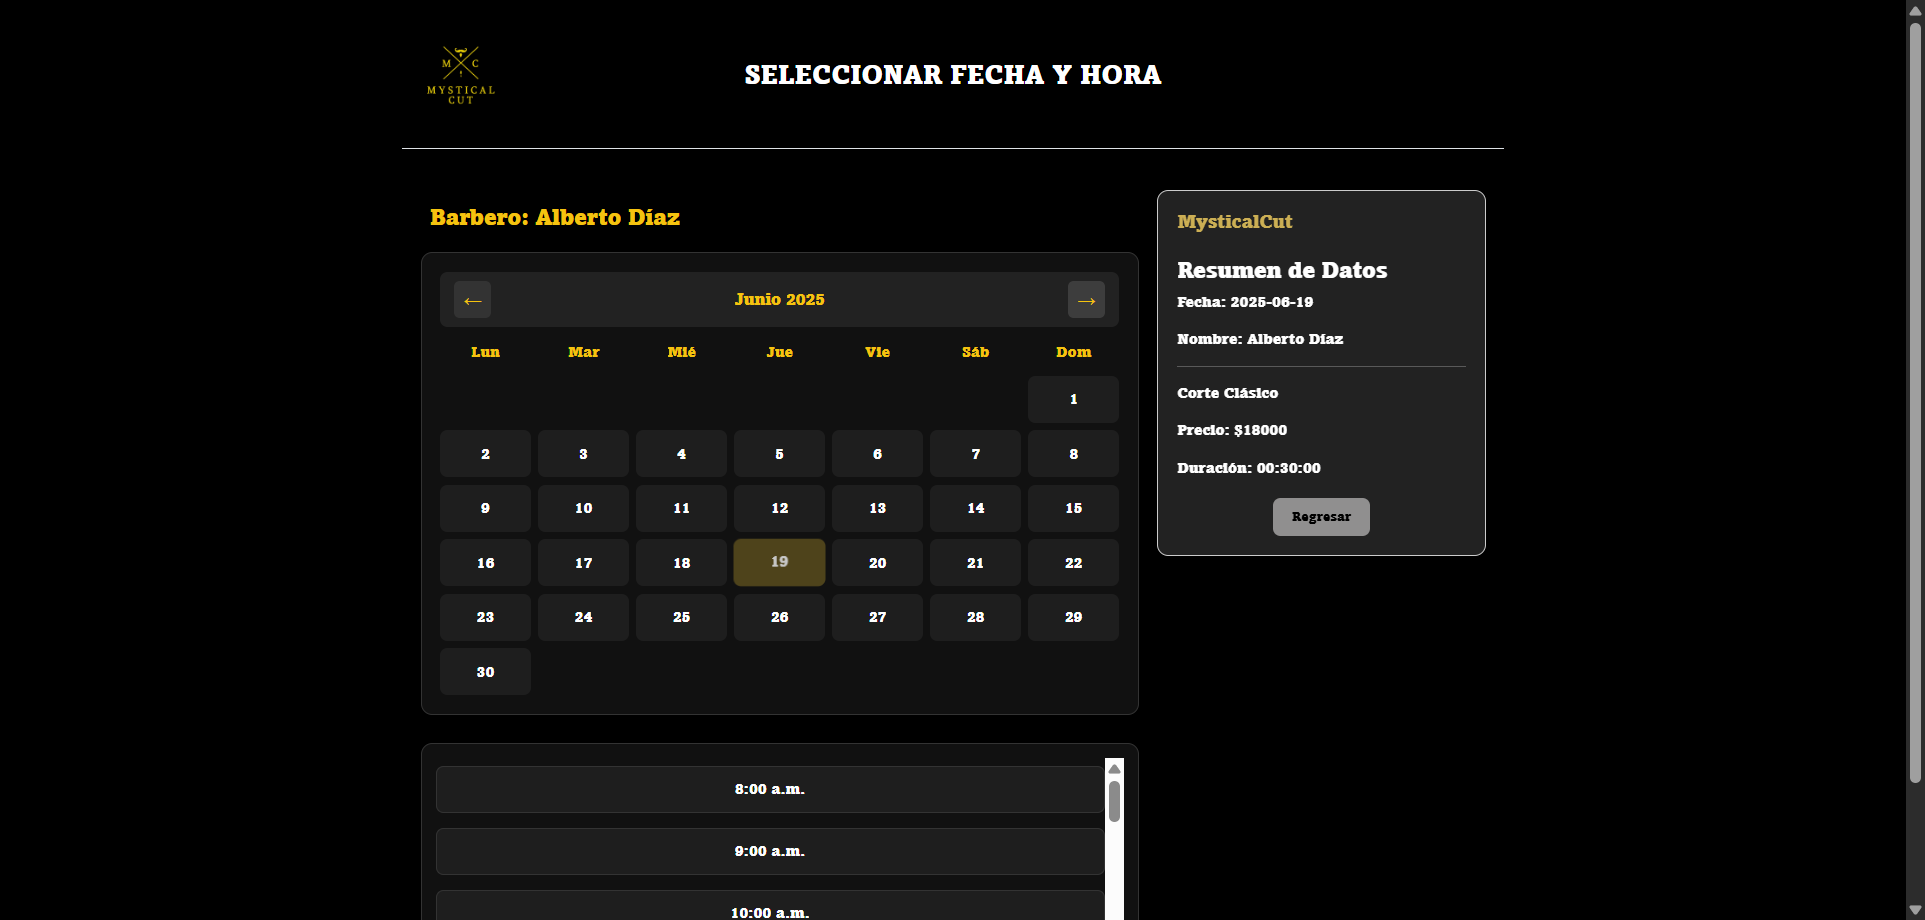 M C
MYSTICAL
CUT
SELECCIONAR FECHA Y HORA
Barbero: Alberto Díaz
← Junio 2025 →
Lun Mar Mié Jue Vie Sáb Dom
1
2 3 4 5 6 7 8
9 10 11 12 13 14 15
16 17 18 19 20 21 22
23 24 25 26 27 28 29
30
8:00 a.m.
9:00 a.m.
10:00 a.m.
MysticalCut
Resumen de Datos
Fecha: 2025-06-19
Nombre: Alberto Díaz
Corte Clásico
Precio: $18000
Duración: 00:30:00
Regresar